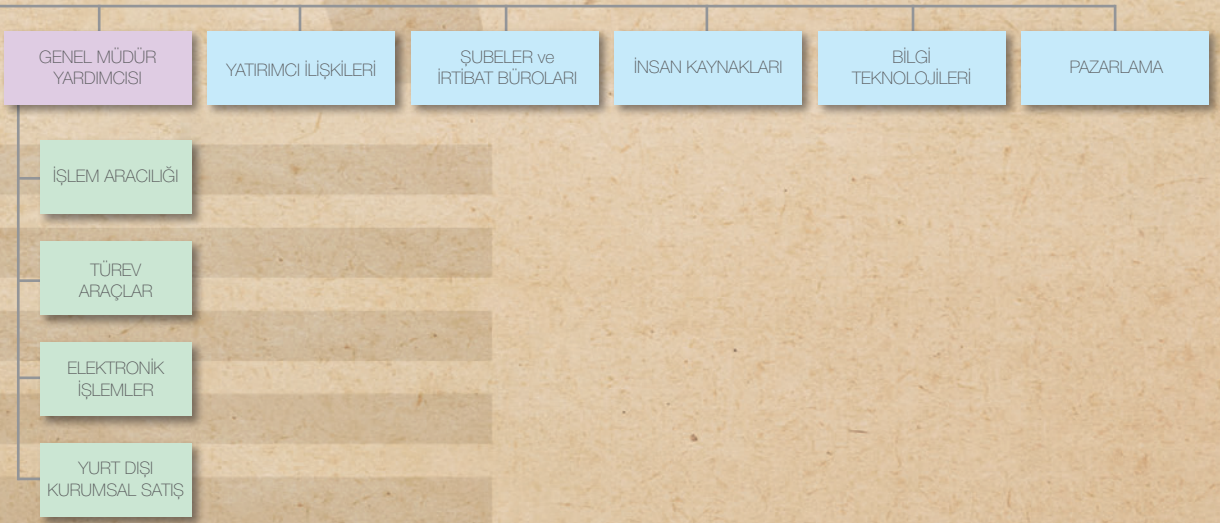 GENEL MÜDÜR
YARDIMCISI
YATIRIMCI İLİŞKİLERİ
ŞUBELER ve
İRTİBAT BÜROLARI
İNSAN KAYNAKLARI
BİLGİ
TEKNOLOJİLERİ
PAZARLAMA
İŞLEM ARACILIĞI
TÜREV
ARAÇLAR
ELEKTRONİK
İŞLEMLER
YURT DIŞI
KURUMSAL SATIŞ